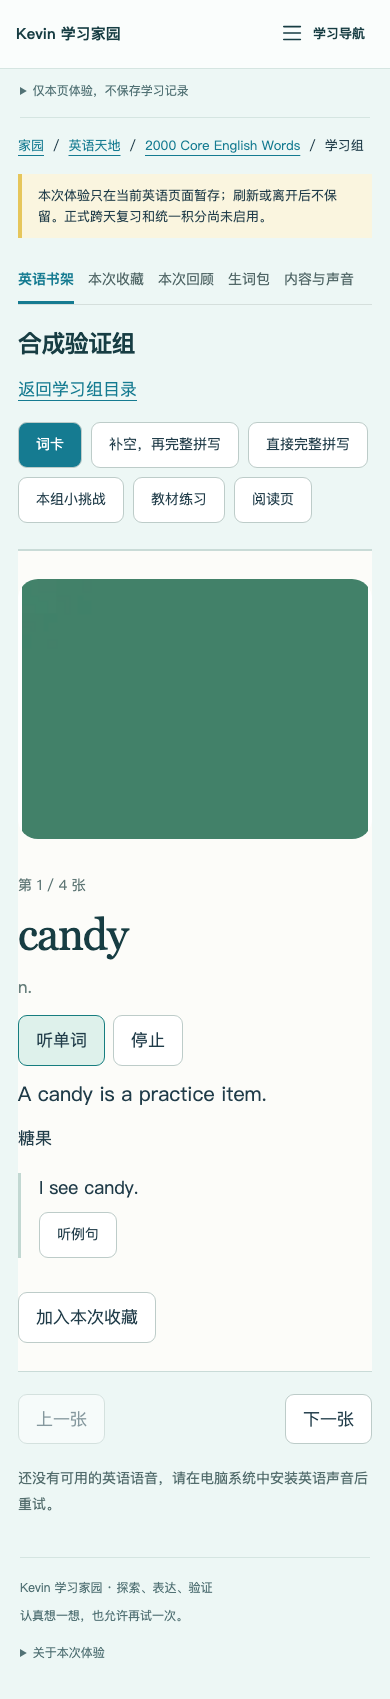 Kevin 学习家园
学习导航
仅本页体验，不保存学习记录
家园 / 英语天地 / 2000 Core English Words / 学习组
本次体验只在当前英语页面暂存；刷新或离开后不保
留。正式跨天复习和统一积分尚未启用。
英语书架 本次收藏 本次回顾 生词包 内容与声音
合成验证组
返回学习组目录
词卡 补空，再完整拼写 直接完整拼写
本组小挑战 教材练习 阅读页
第 1 / 4 张
candy
n.
听单词 停止
A candy is a practice item.
糖果
I see candy.
听例句
加入本次收藏
上一张 下一张
还没有可用的英语语音，请在电脑系统中安装英语声音后
重试。
Kevin 学习家园 · 探索、表达、验证
认真想一想，也允许再试一次。
关于本次体验